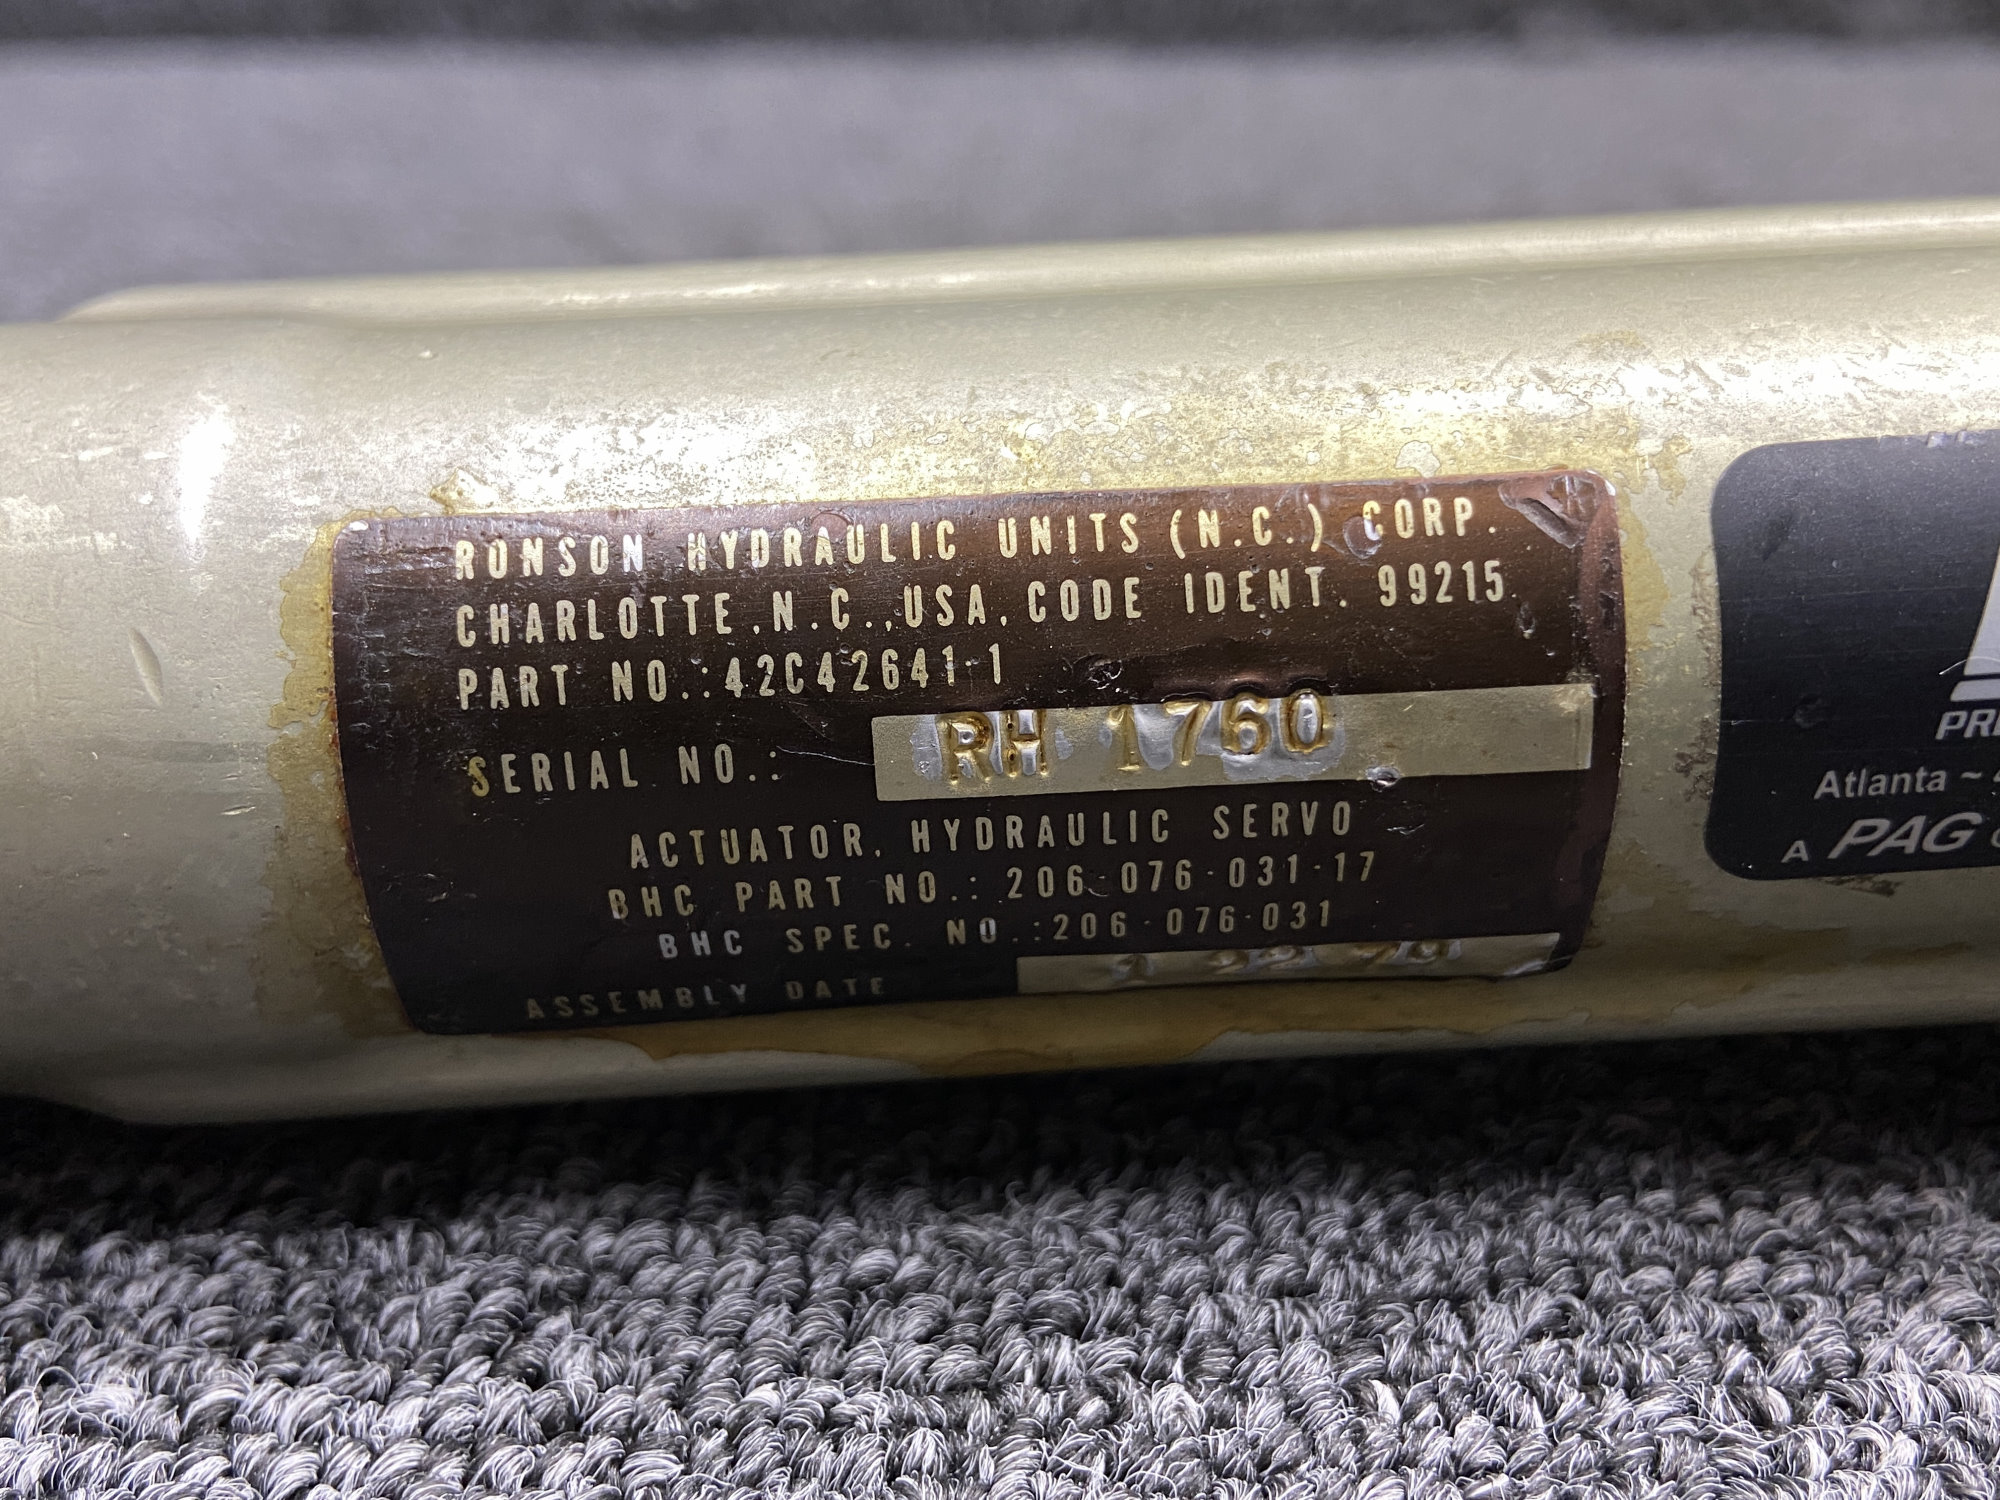 RONSON HYDRAULIC UNITS (N.C.) CORP.
CHARLOTTE, N.C., USA, CODE IDENT. 99215
PART NO.: 42C42641-1
SERIAL NO.: RH 1760
ACTUATOR, HYDRAULIC SERVO
BHC PART NO.: 206-076-031-17
BHC SPEC. NO.: 206-076-031
ASSEMBLY DATE
Atlanta ~
A PAG